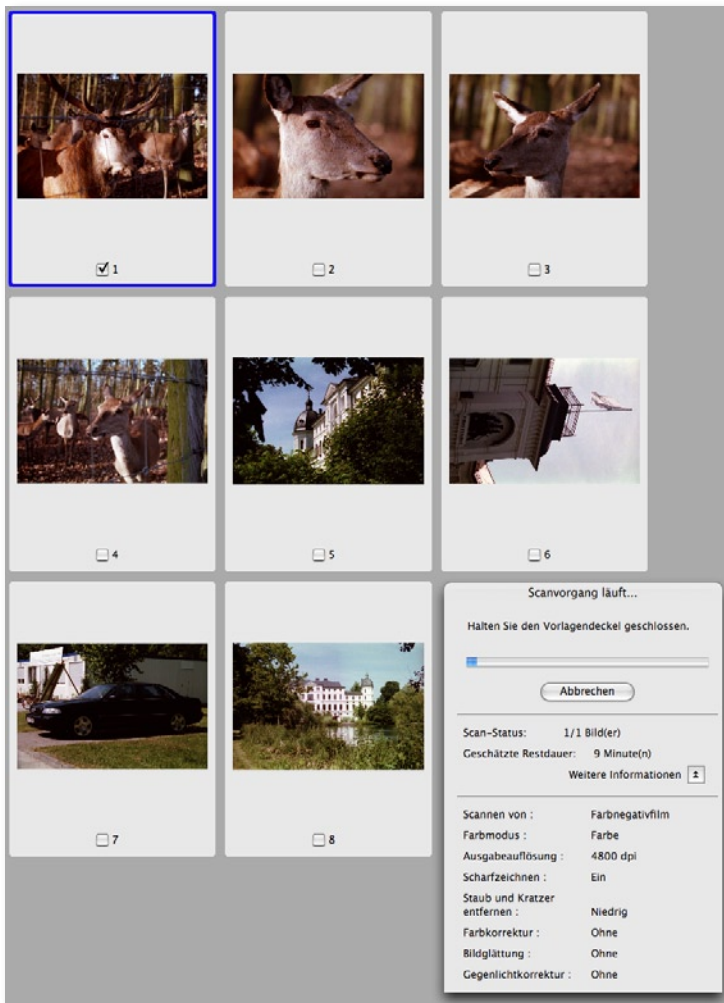 1
2
3
4
5
6
7
8
Scanvorgang läuft...
Halten Sie den Vorlagendeckel geschlossen.
Abbrechen
Scan-Status: 1/1 Bild(er)
Geschätzte Restdauer: 9 Minute(n)
Weitere Informationen
Scannen von : Farbnegativfilm
Farbmodus : Farbe
Ausgabeauflösung : 4800 dpi
Scharfzeichnen : Ein
Staub und Kratzer
entfernen : Niedrig
Farbkorrektur : Ohne
Bildglättung : Ohne
Gegenlichtkorrektur : Ohne